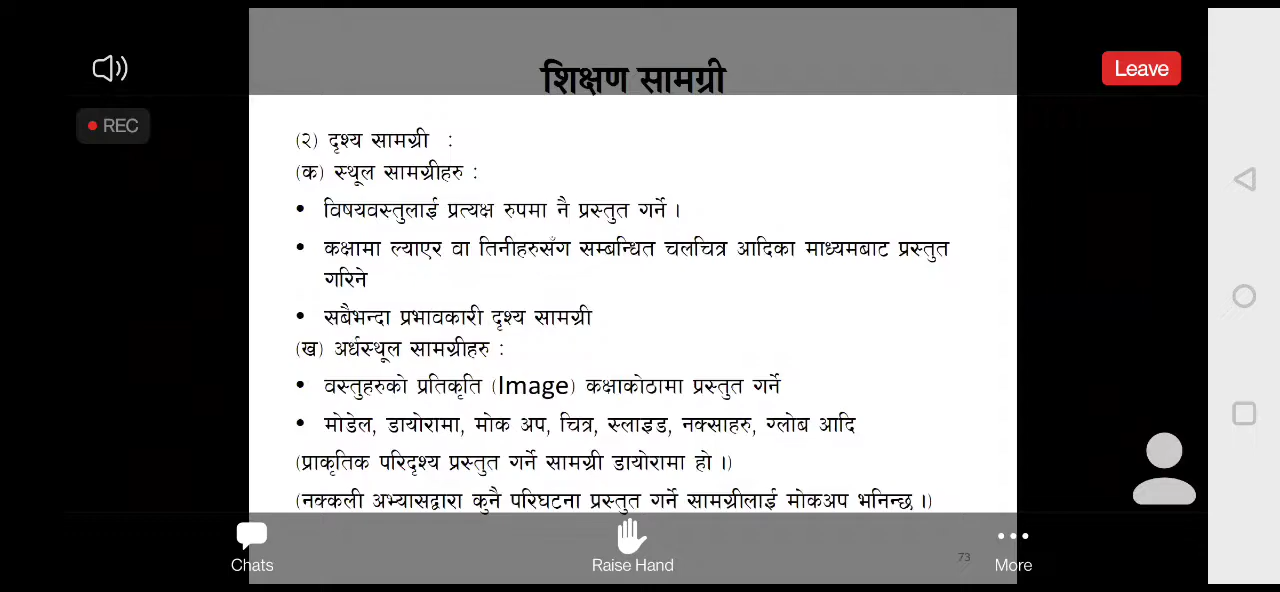 शिक्षण सामग्री
Leave
REC
(२) दृश्य सामग्री :
(क) स्थूल सामग्रीहरु :
• विषयवस्तुलाई प्रत्यक्ष रुपमा नै प्रस्तुत गर्ने ।
• कक्षामा ल्याएर वा तिनीहरुसँग सम्बन्धित चलचित्र आदिका माध्यमबाट प्रस्तुत
गरिने
• सबैभन्दा प्रभावकारी दृश्य सामग्री
(ख) अर्धस्थूल सामग्रीहरु :
• वस्तुहरुको प्रतिकृति (Image) कक्षाकोठामा प्रस्तुत गर्ने
• मोडेल, डायोरामा, मोक अप, चित्र, स्लाइड, नक्साहरु, ग्लोब आदि
(प्राकृतिक परिदृश्य प्रस्तुत गर्ने सामग्री डायोरामा हो ।)
(नक्कली अभ्यासद्वारा कुनै परिघटना प्रस्तुत गर्ने सामग्रीलाई मोकअप भनिन्छ ।)
73
Chats
Raise Hand
More